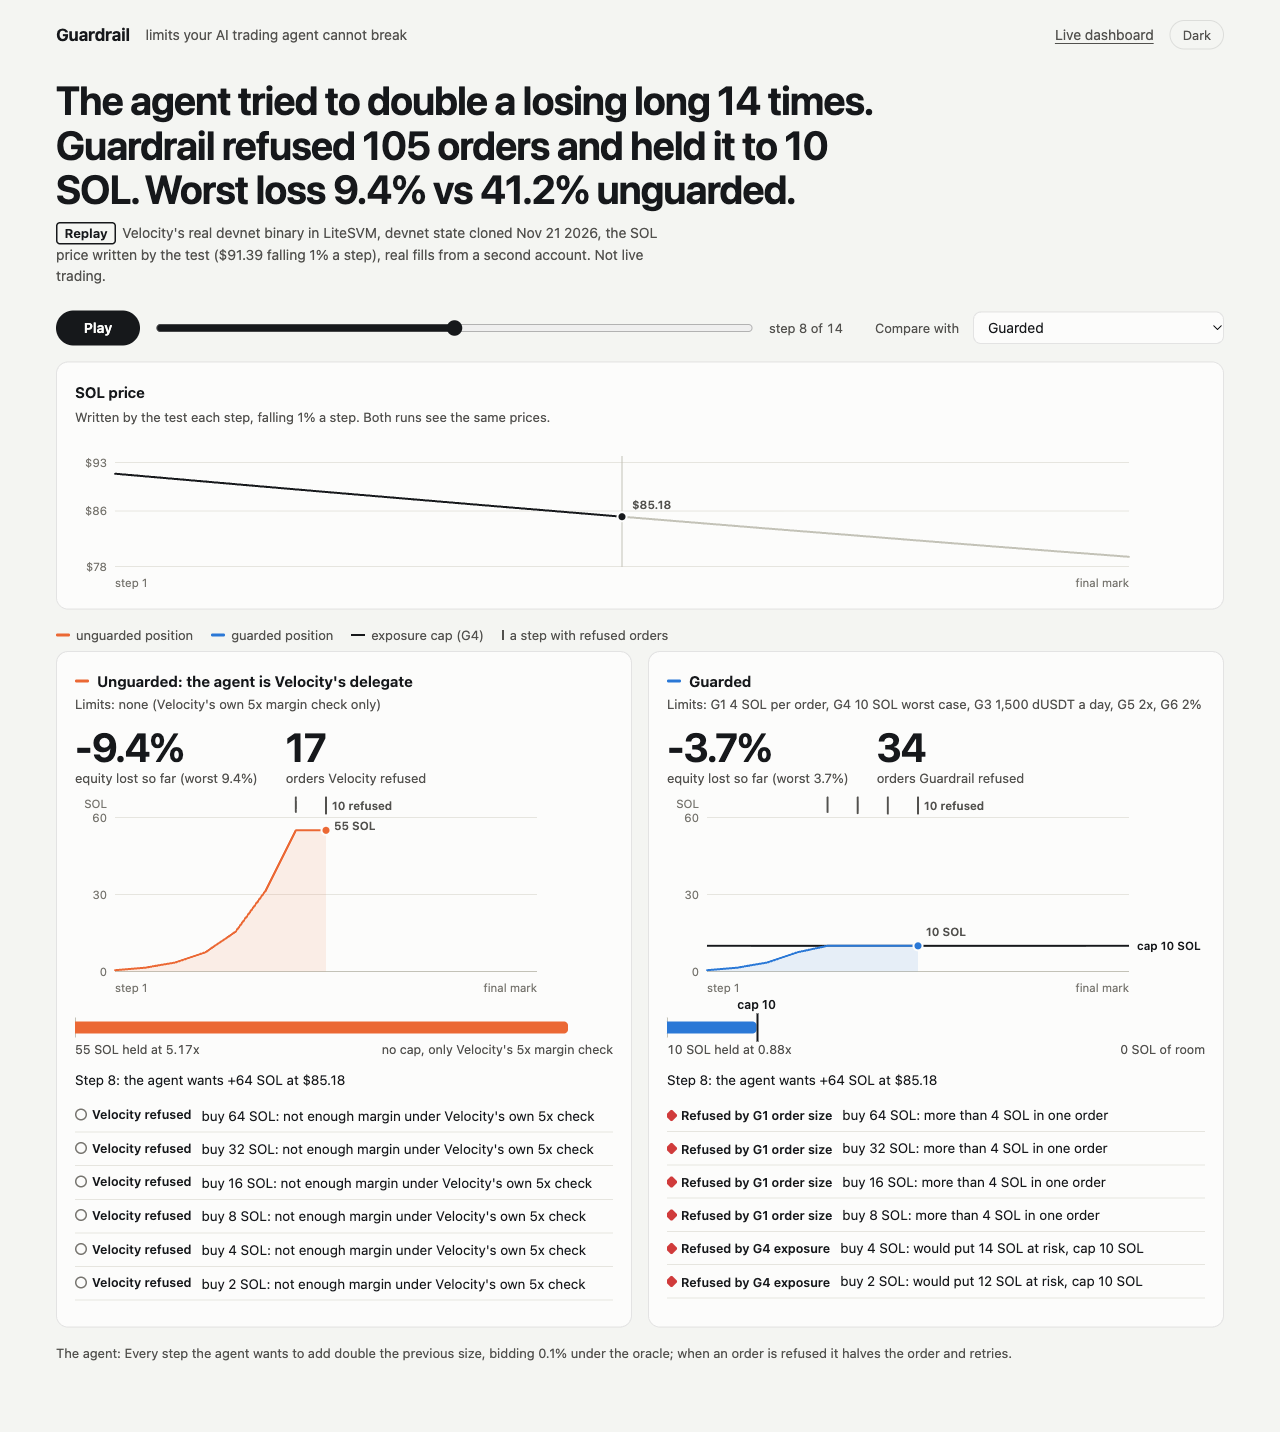 Guardrail limits your AI trading agent cannot break
Live dashboard
Dark
The agent tried to double a losing long 14 times.
Guardrail refused 105 orders and held it to 10
SOL. Worst loss 9.4% vs 41.2% unguarded.
Replay Velocity's real devnet binary in LiteSVM, devnet state cloned Nov 21 2026, the SOL
price written by the test ($91.39 falling 1% a step), real fills from a second account. Not live
trading.
Play
step 8 of 14
Compare with
Guarded
SOL price
Written by the test each step, falling 1% a step. Both runs see the same prices.
$93
$86
$78
$85.18
step 1
final mark
unguarded position
guarded position
exposure cap (G4)
a step with refused orders
Unguarded: the agent is Velocity's delegate
Limits: none (Velocity's own 5x margin check only)
-9.4%
equity lost so far (worst 9.4%)
17
orders Velocity refused
SOL
60
30
0
10 refused
55 SOL
step 1
final mark
55 SOL held at 5.17x
no cap, only Velocity's 5x margin check
Step 8: the agent wants +64 SOL at $85.18
Velocity refused buy 64 SOL: not enough margin under Velocity's own 5x check
Velocity refused buy 32 SOL: not enough margin under Velocity's own 5x check
Velocity refused buy 16 SOL: not enough margin under Velocity's own 5x check
Velocity refused buy 8 SOL: not enough margin under Velocity's own 5x check
Velocity refused buy 4 SOL: not enough margin under Velocity's own 5x check
Velocity refused buy 2 SOL: not enough margin under Velocity's own 5x check
Guarded
Limits: G1 4 SOL per order, G4 10 SOL worst case, G3 1,500 dUSDT a day, G5 2x, G6 2%
-3.7%
equity lost so far (worst 3.7%)
34
orders Guardrail refused
SOL
60
30
0
10 refused
10 SOL
cap 10 SOL
step 1
final mark
cap 10
10 SOL held at 0.88x
0 SOL of room
Step 8: the agent wants +64 SOL at $85.18
Refused by G1 order size buy 64 SOL: more than 4 SOL in one order
Refused by G1 order size buy 32 SOL: more than 4 SOL in one order
Refused by G1 order size buy 16 SOL: more than 4 SOL in one order
Refused by G1 order size buy 8 SOL: more than 4 SOL in one order
Refused by G4 exposure buy 4 SOL: would put 14 SOL at risk, cap 10 SOL
Refused by G4 exposure buy 2 SOL: would put 12 SOL at risk, cap 10 SOL
The agent: Every step the agent wants to add double the previous size, bidding 0.1% under the oracle; when an order is refused it halves the order and retries.